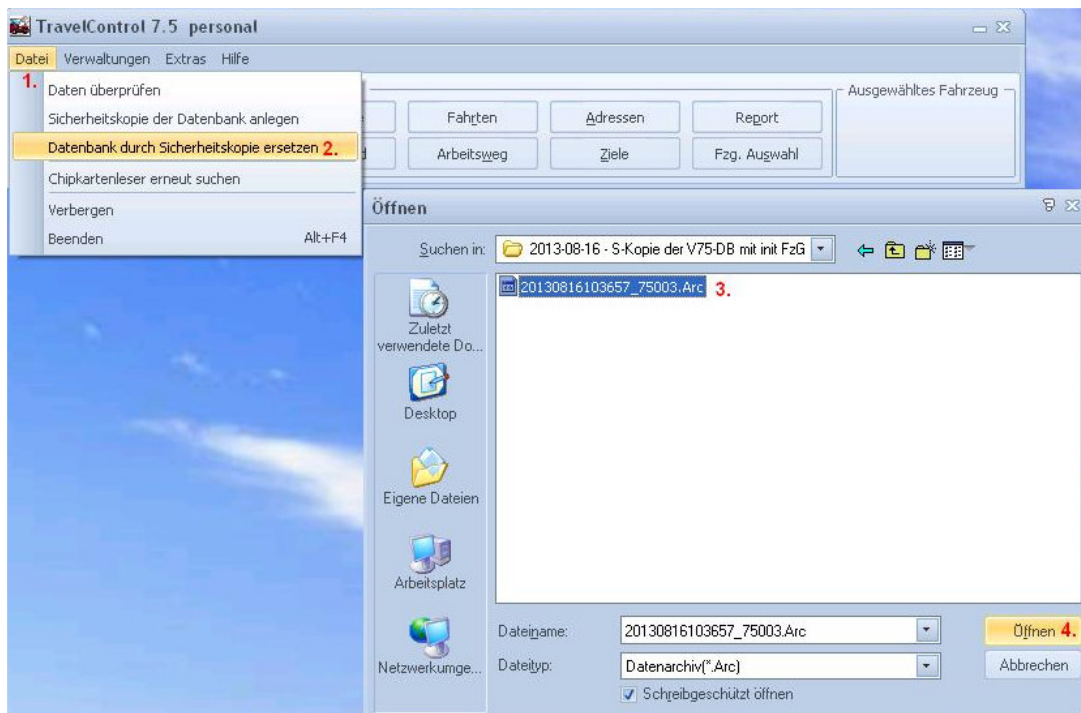 TravelControl 7.5 personal
Datei Verwaltungen Extras Hilfe
1.
Daten überprüfen
Sicherheitskopie der Datenbank anlegen
Datenbank durch Sicherheitskopie ersetzen 2.
Chipkartenleser erneut suchen
Verbergen
Beenden Alt+F4
Fahrten Adressen Report
Arbeitsweg Ziele Fzg. Auswahl
Ausgewähltes Fahrzeug
Öffnen
Suchen in: 2013-08-16 - S-Kopie der V75-DB mit init FzG
20130816103657_75003.Arc 3.
Zuletzt
verwendete Do...
Desktop
Eigene Dateien
Arbeitsplatz
Netzwerkumge...
Dateiname: 20130816103657_75003.Arc Öffnen 4.
Dateityp: Datenarchiv(*.Arc) Abbrechen
Schreibgeschützt öffnen